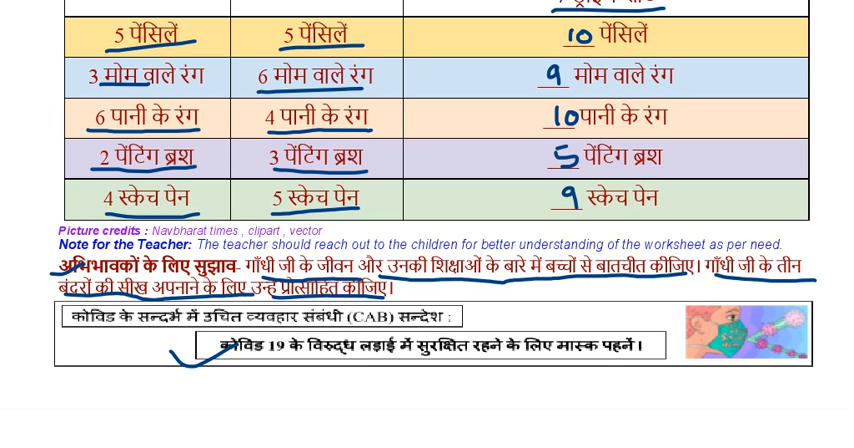 5 पेंसिलें 5 पेंसिलें 10 पेंसिलें
3 मोम वाले रंग 6 मोम वाले रंग 9 मोम वाले रंग
6 पानी के रंग 4 पानी के रंग 10 पानी के रंग
2 पेंटिंग ब्रश 3 पेंटिंग ब्रश 5 पेंटिंग ब्रश
4 स्केच पेन 5 स्केच पेन 9 स्केच पेन
Picture credits : Navbharat times , clipart , vector
Note for the Teacher: The teacher should reach out to the children for better understanding of the worksheet as per need.
अभिभावकों के लिए सुझाव- गाँधी जी के जीवन और उनकी शिक्षाओं के बारे में बच्चों से बातचीत कीजिए। गाँधी जी के तीन
बंदरों की सीख अपनाने के लिए उन्हें प्रोत्साहित कीजिए।
कोविड के सन्दर्भ में उचित व्यवहार संबंधी (CAB) सन्देश :
कोविड 19 के विरुद्ध लड़ाई में सुरक्षित रहने के लिए मास्क पहनें ।